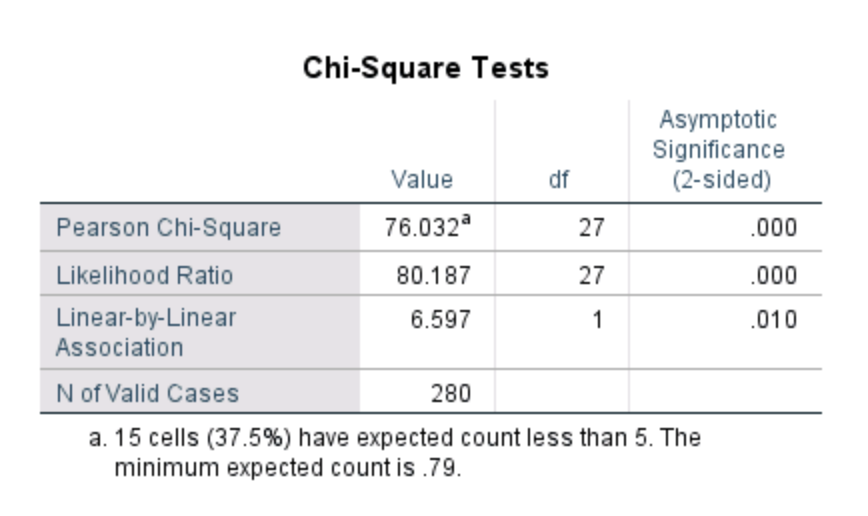 Chi-Square Tests
Value df Asymptotic
Significance
(2-sided)
Pearson Chi-Square 76.032a 27 .000
Likelihood Ratio 80.187 27 .000
Linear-by-Linear
Association 6.597 1 .010
N of Valid Cases 280
a. 15 cells (37.5%) have expected count less than 5. The
minimum expected count is .79.